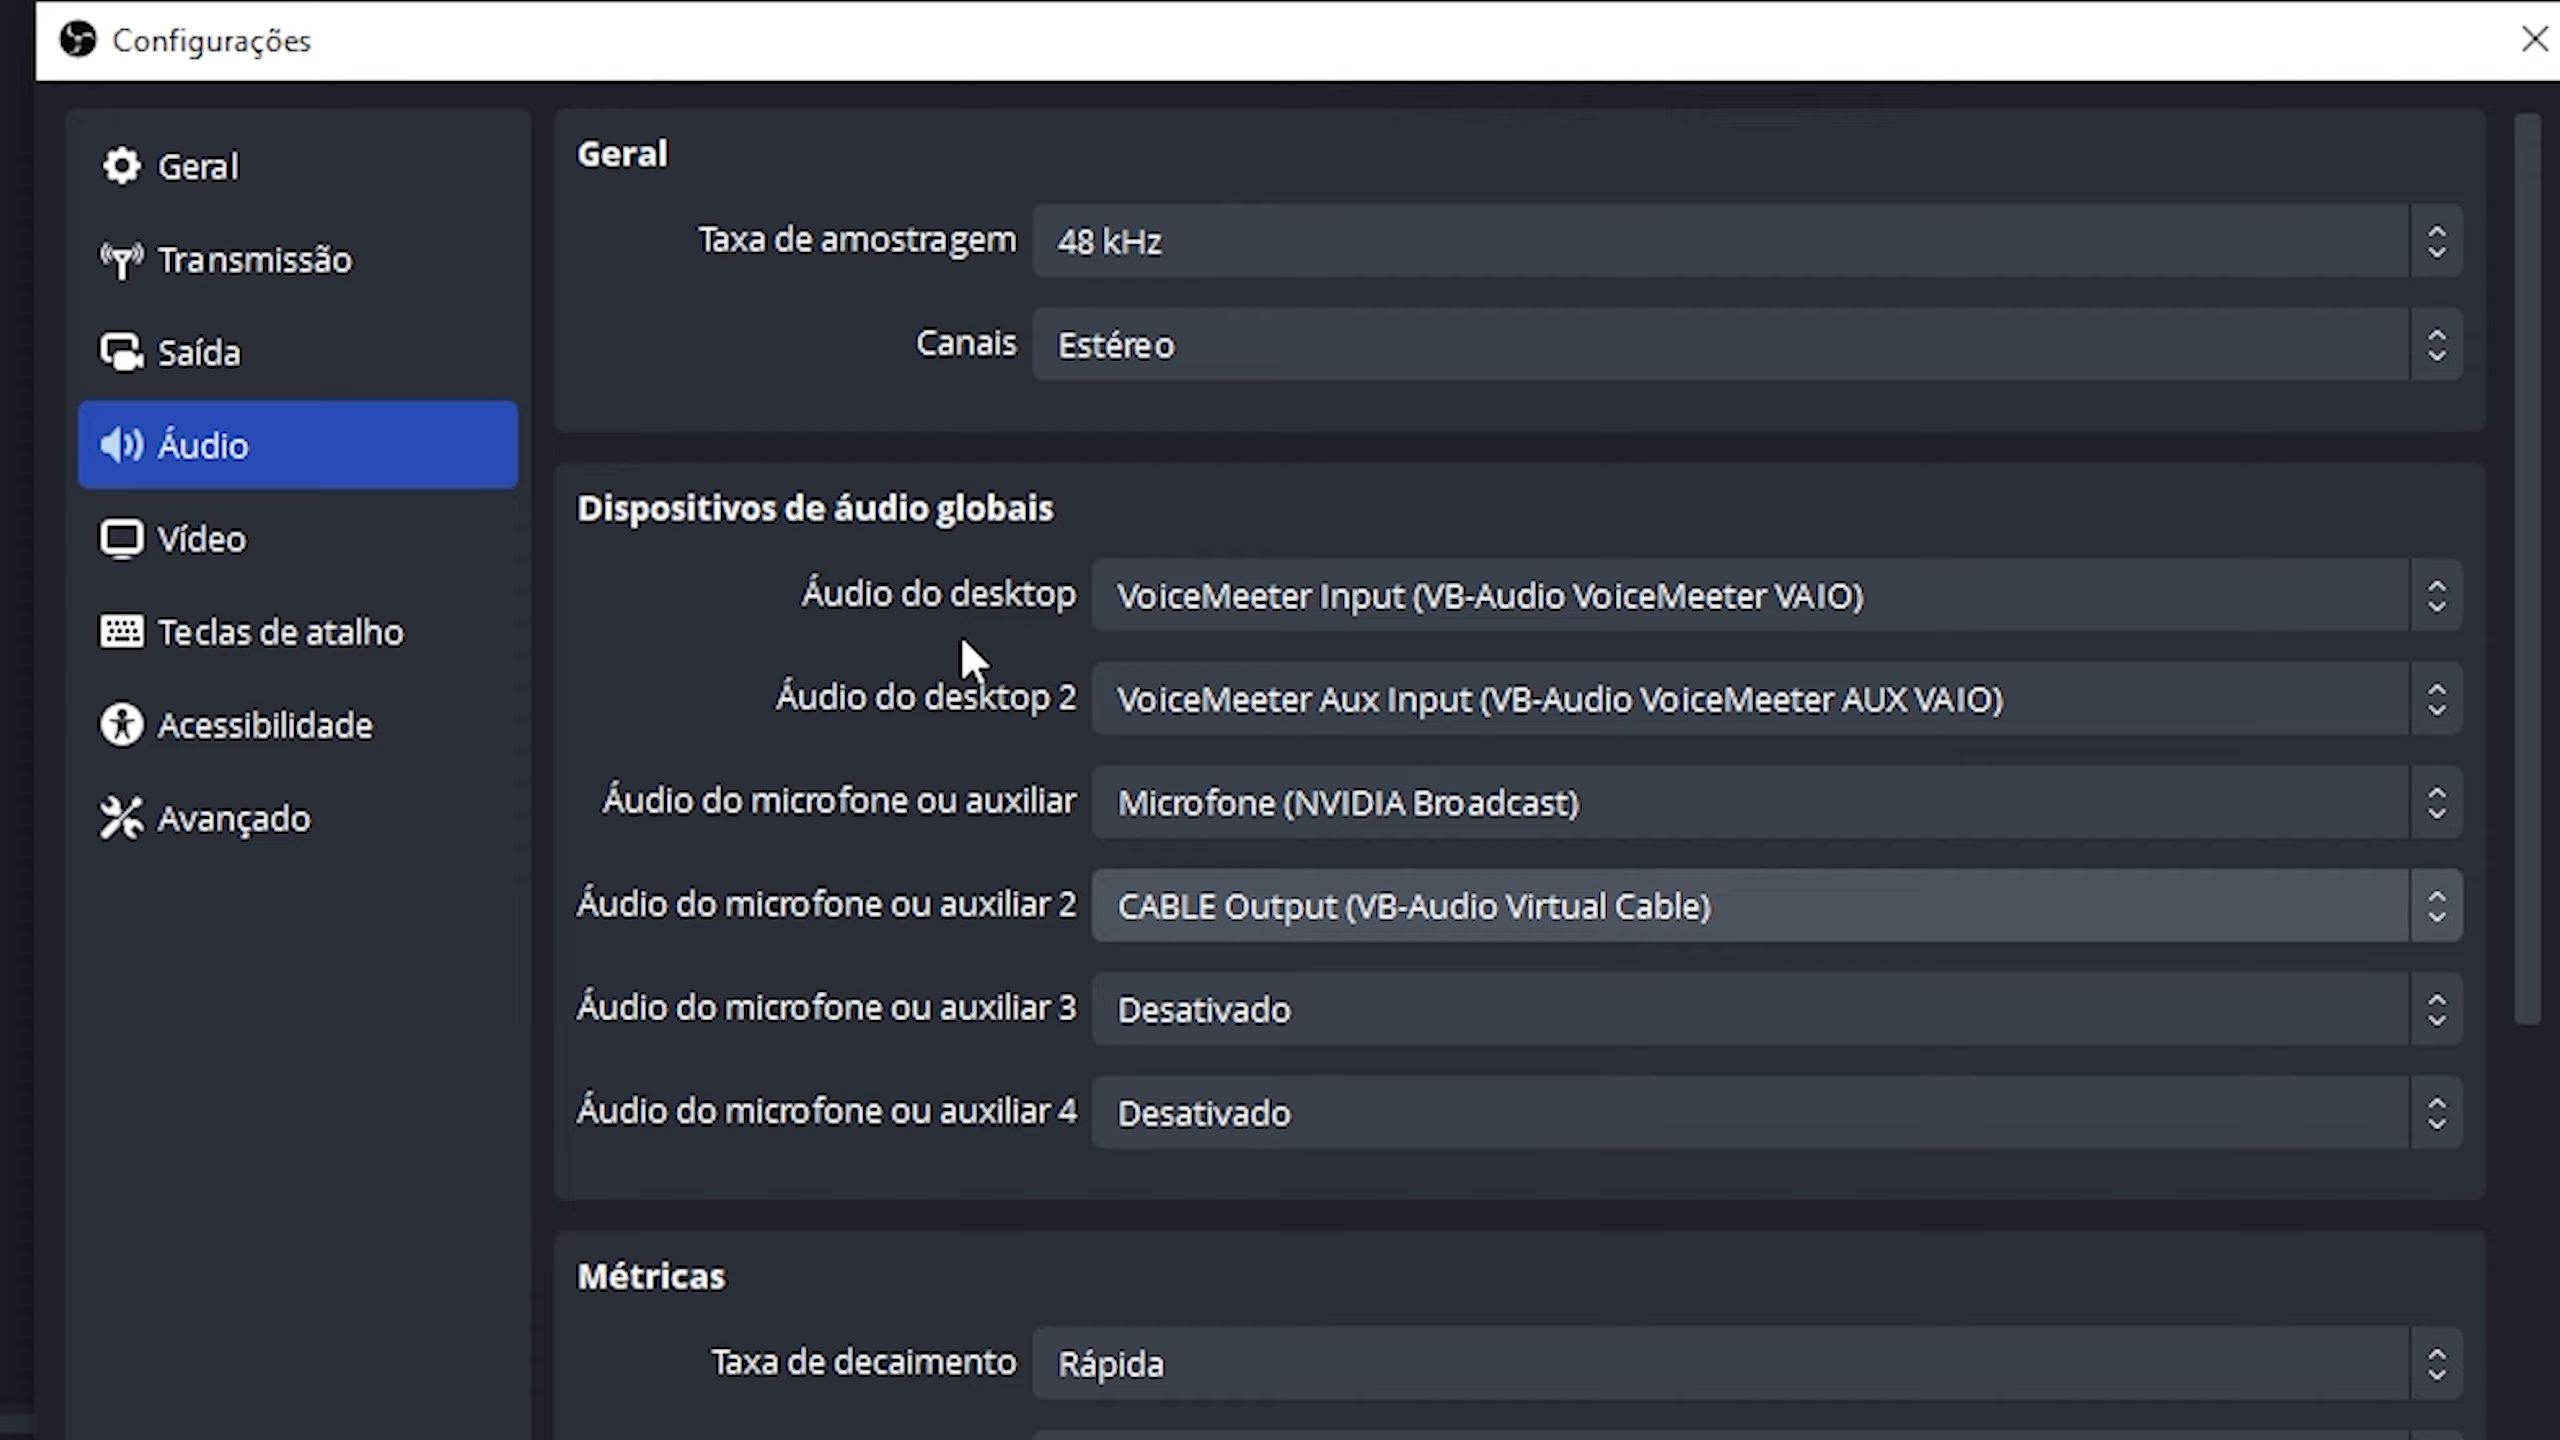 Configurações
Geral
Transmissão
Saída
Áudio
Vídeo
Teclas de atalho
Acessibilidade
Avançado
Geral
Taxa de amostragem 48 kHz
Canais Estéreo
Dispositivos de áudio globais
Áudio do desktop VoiceMeeter Input (VB-Audio VoiceMeeter VAIO)
Áudio do desktop 2 VoiceMeeter Aux Input (VB-Audio VoiceMeeter AUX VAIO)
Áudio do microfone ou auxiliar Microfone (NVIDIA Broadcast)
Áudio do microfone ou auxiliar 2 CABLE Output (VB-Audio Virtual Cable)
Áudio do microfone ou auxiliar 3 Desativado
Áudio do microfone ou auxiliar 4 Desativado
Métricas
Taxa de decaimento Rápida